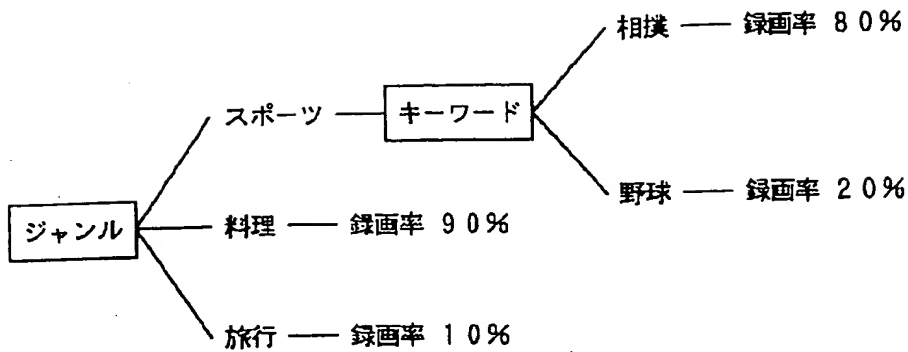 相撲 録画率 80%
スポーツ キーワード
野球 録画率 20%
ジャンル 料理 録画率 90%
旅行 録画率 10%